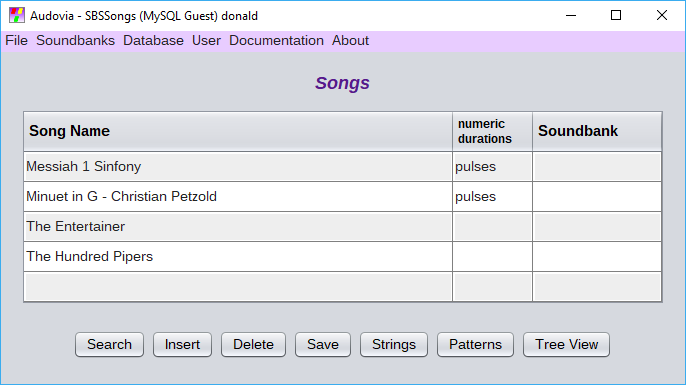 Audovia - SBSSongs (MySQL Guest) donald
File Soundbanks Database User Documentation About
Songs
Song Name numeric durations Soundbank
Messiah 1 Sinfony pulses
Minuet in G - Christian Petzold pulses
The Entertainer
The Hundred Pipers
Search Insert Delete Save Strings Patterns Tree View